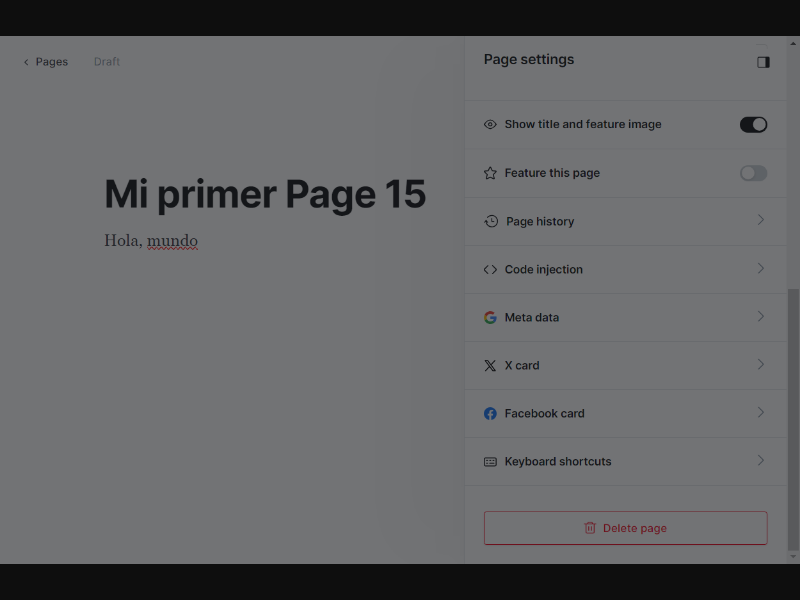 Pages Draft
Mi primer Page 15
Hola, mundo
Page settings
Show title and feature image
Feature this page
Page history
Code injection
Meta data
X card
Facebook card
Keyboard shortcuts
Delete page